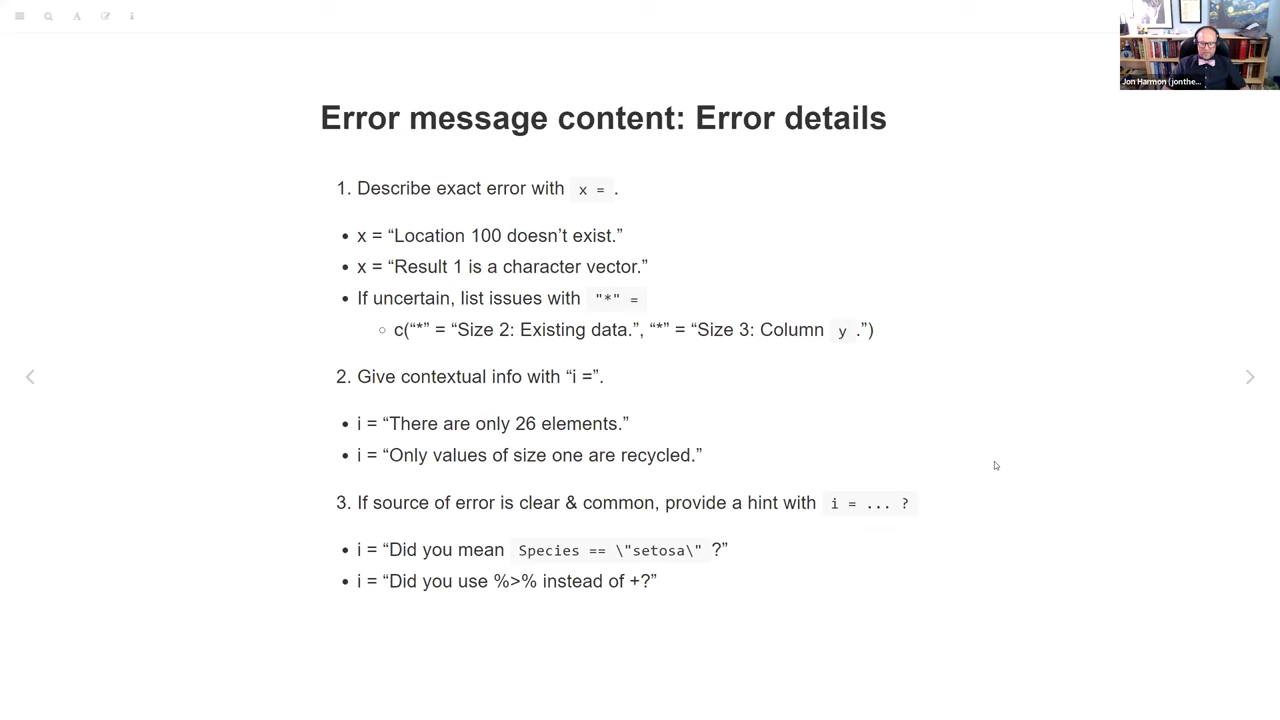 Jon Harmon (jonthe...
Error message content: Error details
1. Describe exact error with x = .
• x = “Location 100 doesn’t exist.”
• x = “Result 1 is a character vector.”
• If uncertain, list issues with "*" =
◦ c(“*” = “Size 2: Existing data.”, “*” = “Size 3: Column y .”)
2. Give contextual info with “i =”.
• i = “There are only 26 elements.”
• i = “Only values of size one are recycled.”
3. If source of error is clear & common, provide a hint with i = ... ?
• i = “Did you mean Species == \"setosa\" ?”
• i = “Did you use %>% instead of +?”